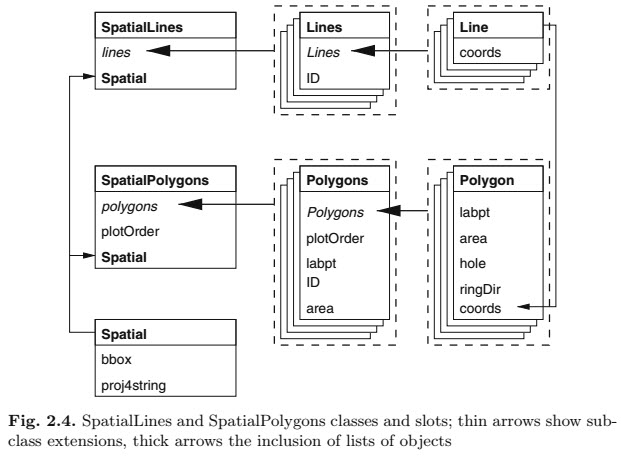 SpatialLines
lines
Spatial
Lines
Lines
ID
Line
coords
SpatialPolygons
polygons
plotOrder
Spatial
Polygons
Polygons
plotOrder
labpt
ID
area
Polygon
labpt
area
hole
ringDir
coords
Spatial
bbox
proj4string
Fig. 2.4. SpatialLines and SpatialPolygons classes and slots; thin arrows show sub-
class extensions, thick arrows the inclusion of lists of objects